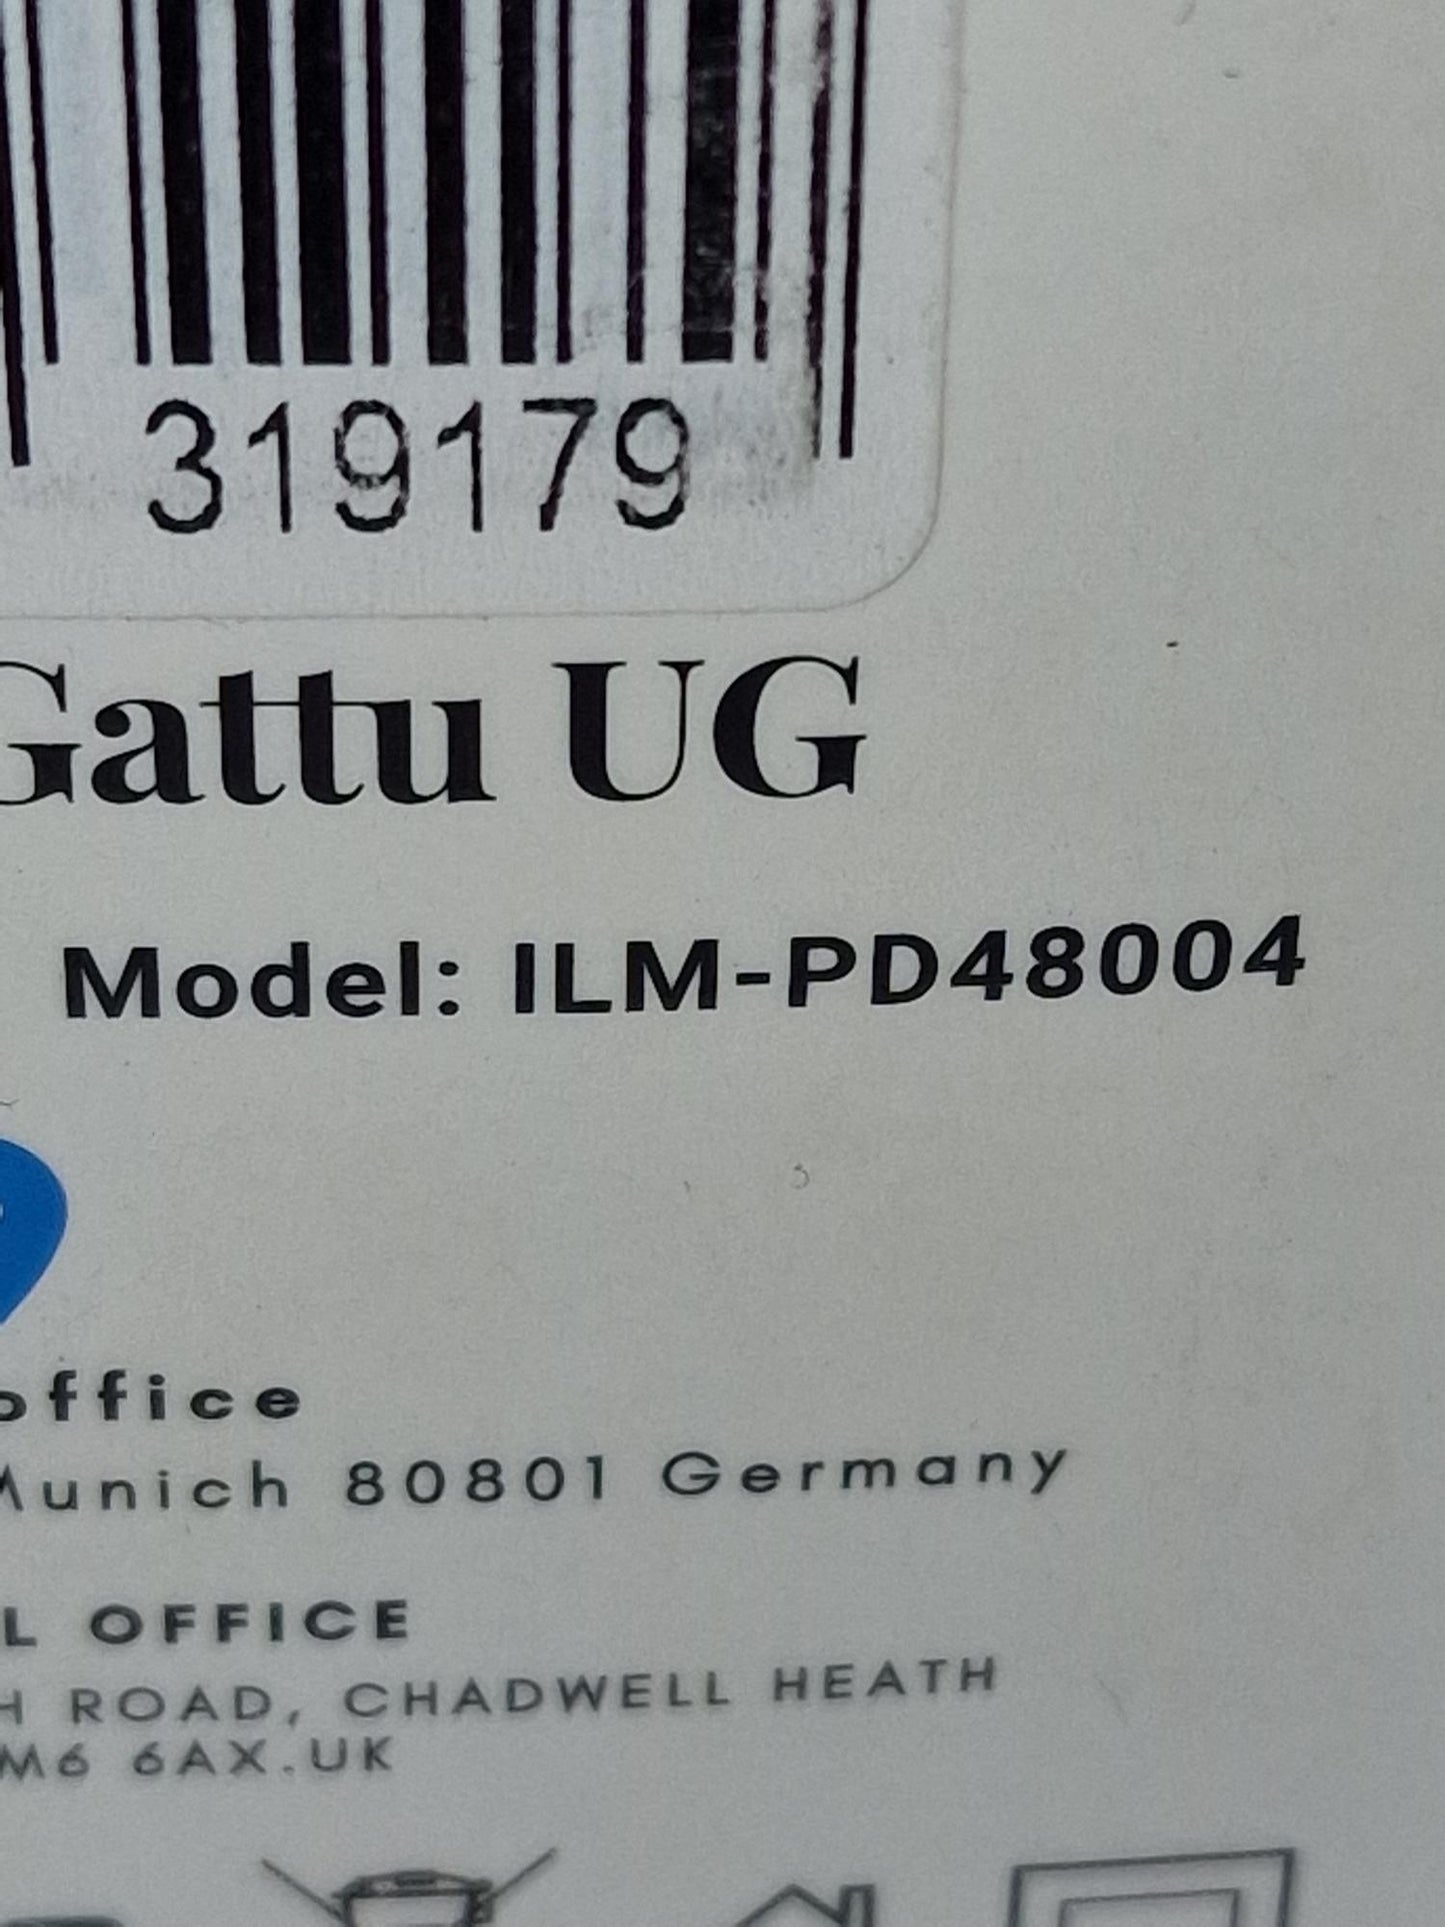 319179
Gattu UG
Model: ILM-PD48004
office
Munich 80801 Germany
L OFFICE
H ROAD, CHADWELL HEATH
M6 6AX.UK